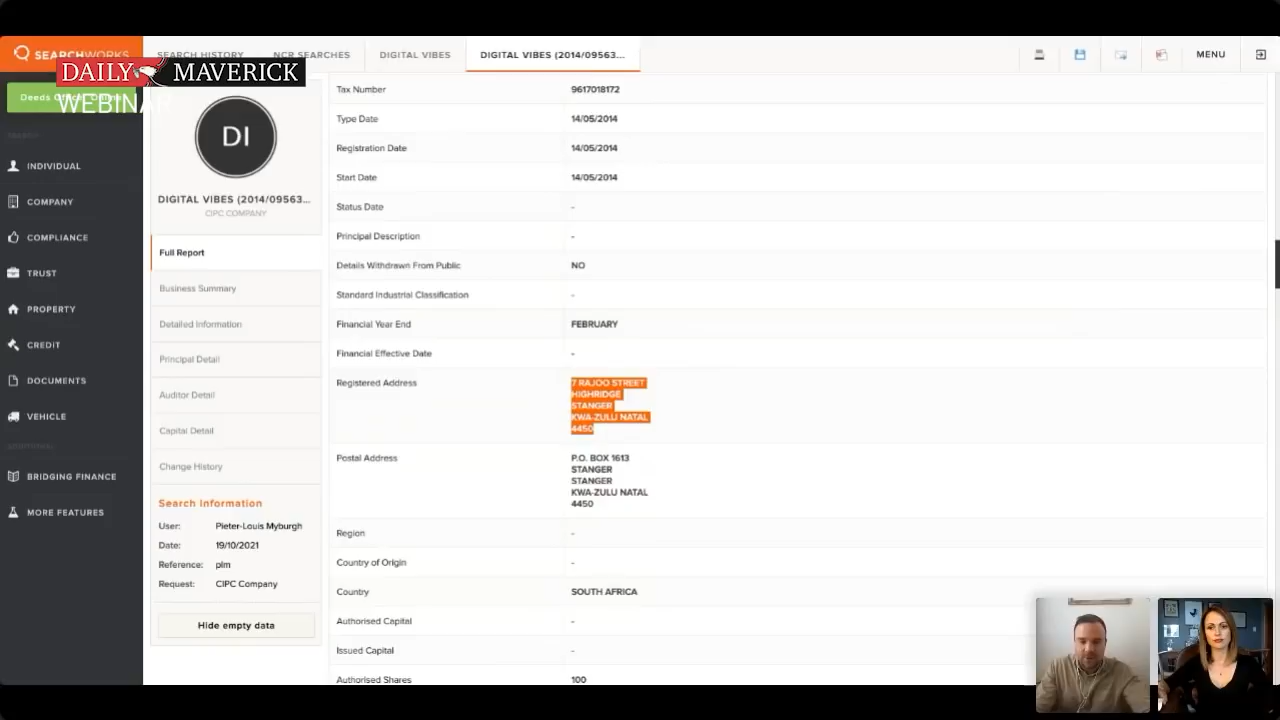 SEARCHWORKS
SEARCH HISTORY
NCR SEARCHES
DIGITAL VIBES
DIGITAL VIBES (2014/09563...
MENU
DAILY MAVERICK
WEBINAR
Deeds Office: Online
INDIVIDUAL
COMPANY
COMPLIANCE
TRUST
PROPERTY
CREDIT
DOCUMENTS
VEHICLE
ADDITIONAL
BRIDGING FINANCE
MORE FEATURES
DI
DIGITAL VIBES (2014/09563...
CIPC COMPANY
Full Report
Business Summary
Detailed Information
Principal Detail
Auditor Detail
Capital Detail
Change History
Search Information
User: Pieter-Louis Myburgh
Date: 19/10/2021
Reference: plm
Request: CIPC Company
Hide empty data
Tax Number 9617018172
Type Date 14/05/2014
Registration Date 14/05/2014
Start Date 14/05/2014
Status Date -
Principal Description -
Details Withdrawn From Public NO
Standard Industrial Classification -
Financial Year End FEBRUARY
Financial Effective Date -
Registered Address 7 RAJOO STREET
HIGHRIDGE
STANGER
KWA-ZULU NATAL
4450
Postal Address P.O. BOX 1613
STANGER
STANGER
KWA-ZULU NATAL
4450
Region -
Country of Origin -
Country SOUTH AFRICA
Authorised Capital -
Issued Capital -
Authorised Shares 100